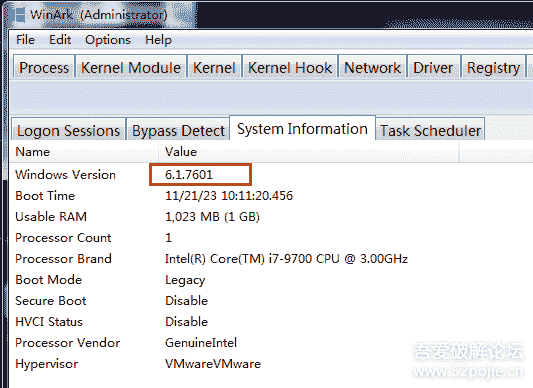 WinArk (Administrator)
File Edit Options Help
Process Kernel Module Kernel Kernel Hook Network Driver Registry
Logon Sessions Bypass Detect System Information Task Scheduler
Name Value
Windows Version 6.1.7601
Boot Time 11/21/23 10:11:20.456
Usable RAM 1,023 MB (1 GB)
Processor Count 1
Processor Brand Intel(R) Core(TM) i7-9700 CPU @ 3.00GHz
Boot Mode Legacy
Secure Boot Disable
HVCI Status Disable
Processor Vendor GenuineIntel
Hypervisor VMwareVMware
吾爱破解论坛
www.52pojie.cn